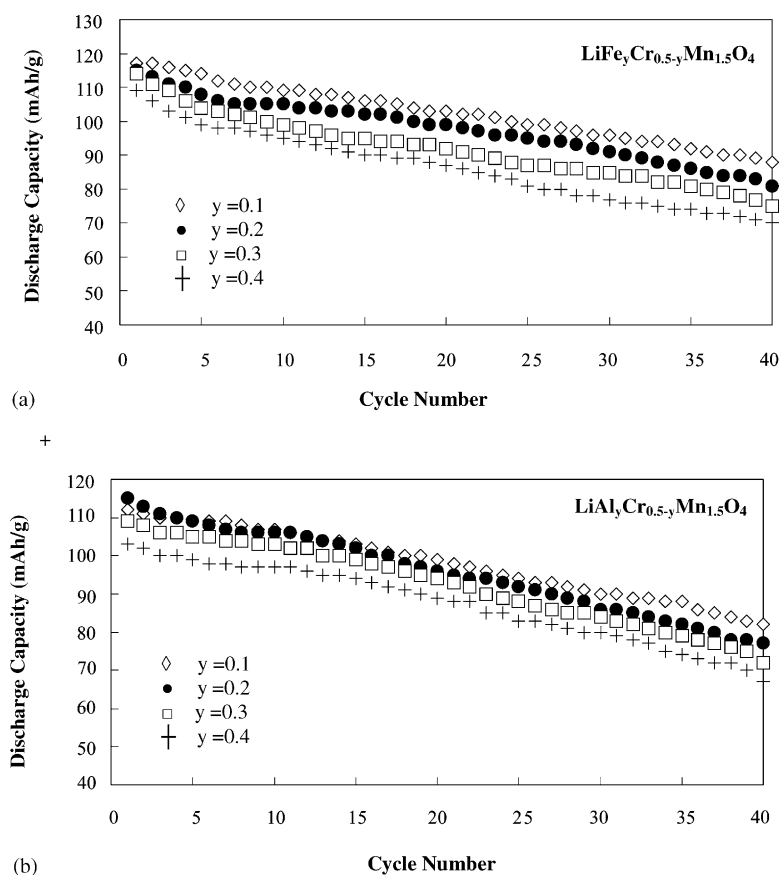 130
120
110
100
90
80
70
60
50
40
Discharge Capacity (mAh/g)
LiFeyCr0.5-yMn1.5O4
y =0.1
y =0.2
y =0.3
y =0.4
0 5 10 15 20 25 30 35 40
(a)
Cycle Number
+
120
110
100
90
80
70
60
50
40
Discharge Capacity (mAh/g)
LiAlyCr0.5-yMn1.5O4
y =0.1
y =0.2
y =0.3
y =0.4
0 5 10 15 20 25 30 35 40
Cycle Number
(b)